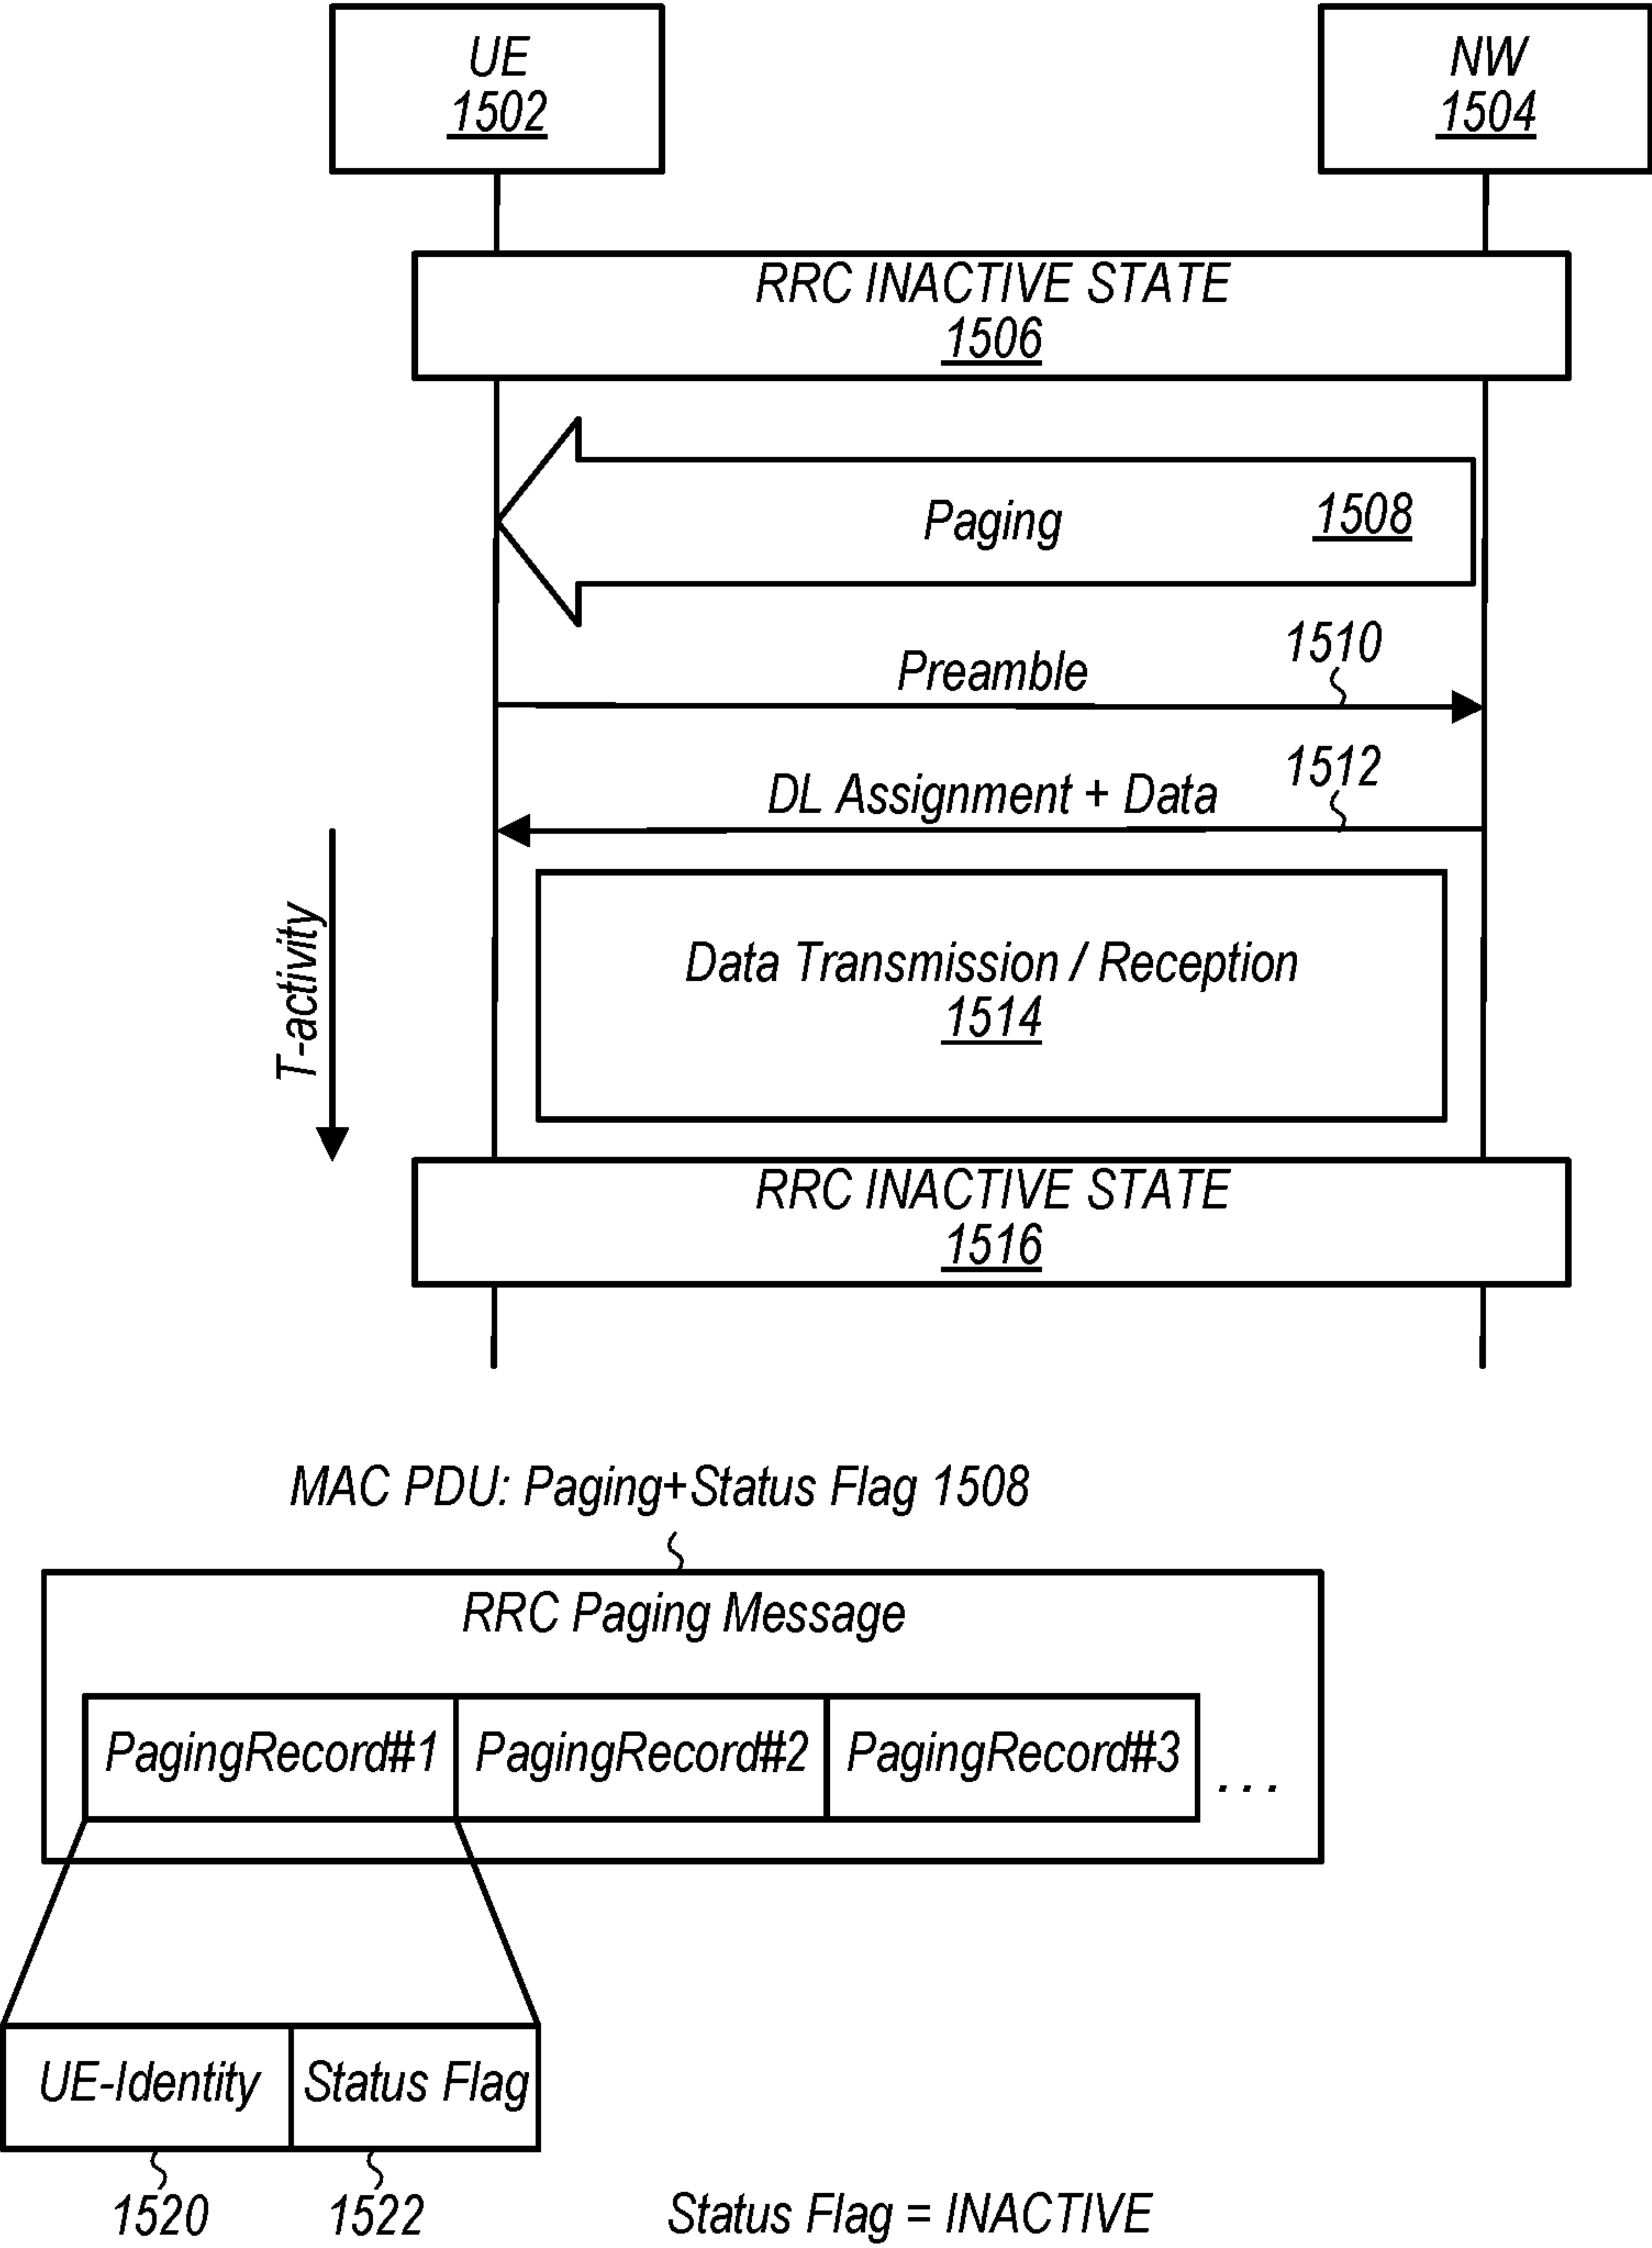 UE
1502
NW
1504
RRC INACTIVE STATE
1506
Paging
1508
1510
Preamble
1512
DL Assignment + Data
T-activity
Data Transmission / Reception
1514
RRC INACTIVE STATE
1516
MAC PDU: Paging+Status Flag 1508
RRC Paging Message
PagingRecord#1 PagingRecord#2 PagingRecord#3 ...
UE-Identity Status Flag
1520 1522
Status Flag = INACTIVE